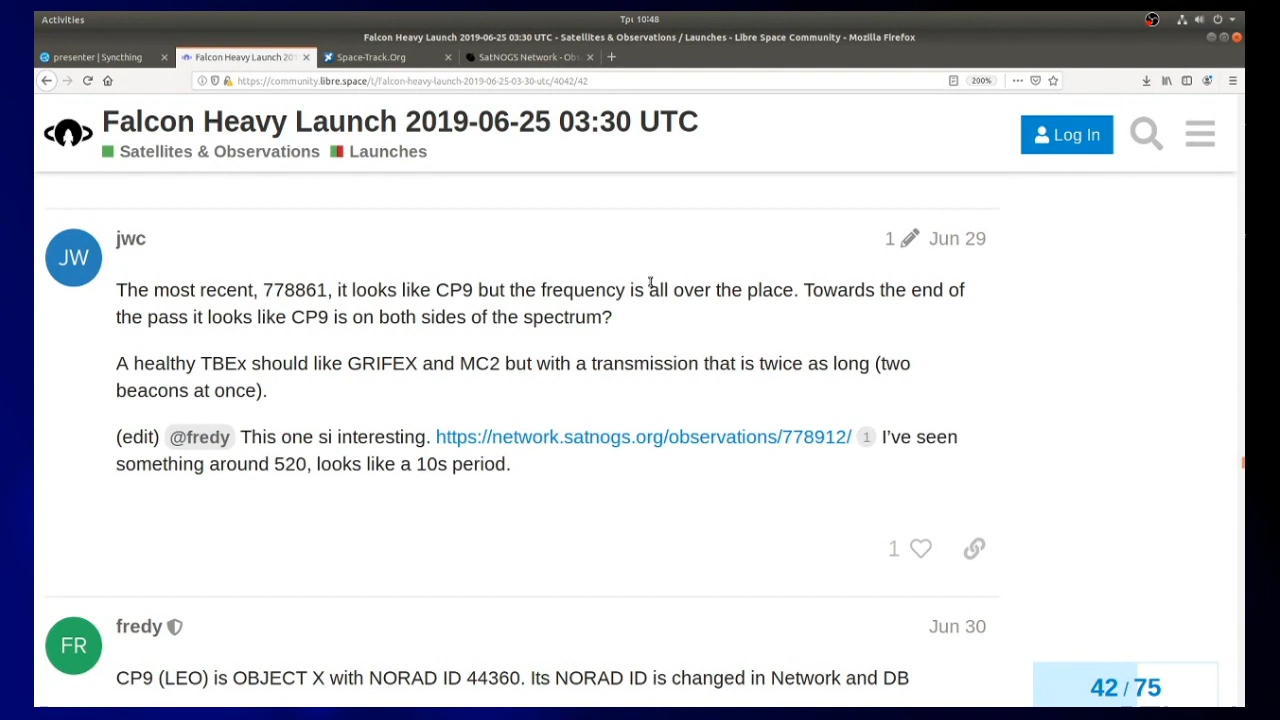 Activities
Τρι 10:48
Falcon Heavy Launch 2019-06-25 03:30 UTC - Satellites & Observations / Launches - Libre Space Community - Mozilla Firefox
presenter | Syncthing
Falcon Heavy Launch 201
Space-Track.Org
SatNOGS Network - Obs
https://community.libre.space/t/falcon-heavy-launch-2019-06-25-03-30-utc/4042/42
200%
Falcon Heavy Launch 2019-06-25 03:30 UTC
Satellites & Observations Launches
Log In
jwc
1 Jun 29
JW
The most recent, 778861, it looks like CP9 but the frequency is all over the place. Towards the end of
the pass it looks like CP9 is on both sides of the spectrum?
A healthy TBEx should like GRIFEX and MC2 but with a transmission that is twice as long (two
beacons at once).
(edit) @fredy This one si interesting. https://network.satnogs.org/observations/778912/ 1 I've seen
something around 520, looks like a 10s period.
1
fredy
Jun 30
FR
CP9 (LEO) is OBJECT X with NORAD ID 44360. Its NORAD ID is changed in Network and DB
42 / 75